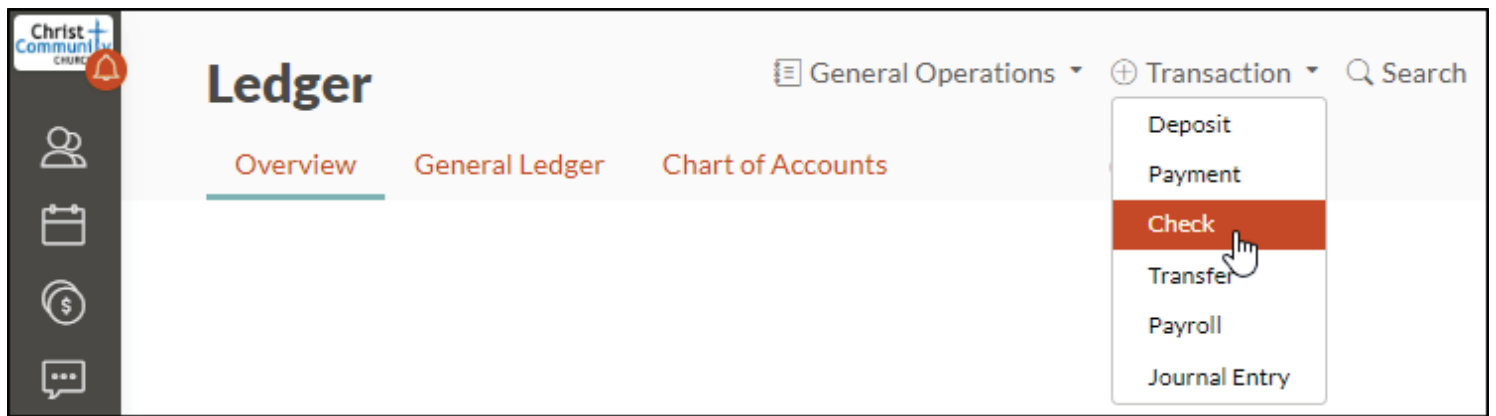 Christ
Community
CHURCH
Ledger
General Operations
Transaction
Search
Overview
General Ledger
Chart of Accounts
Deposit
Payment
Check
Transfer
Payroll
Journal Entry